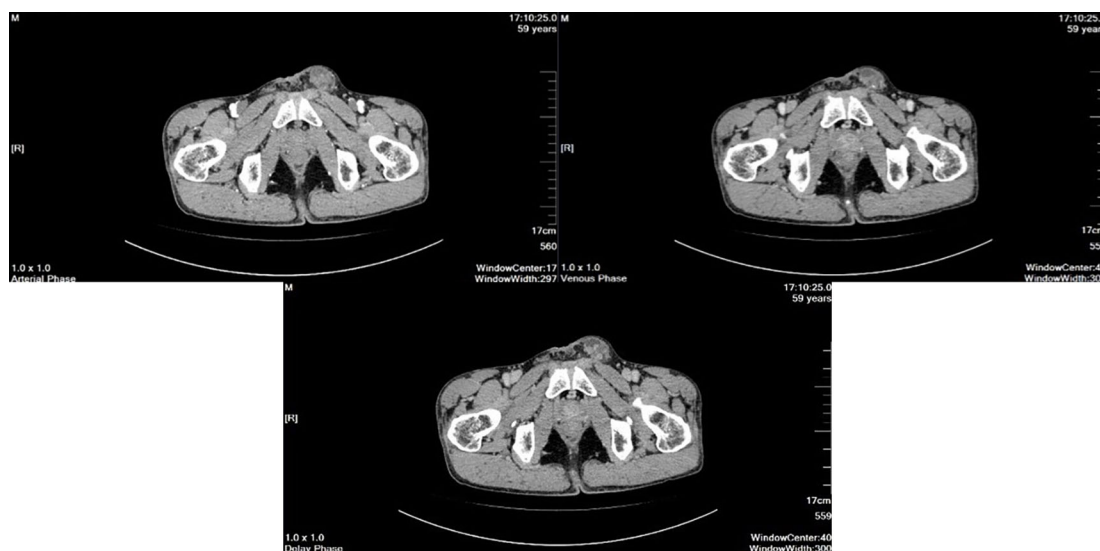 M
17:10:25.0
59 years
[R]
17cm
560
1.0 x 1.0
Arterial Phase
WindowCenter:17
WindowWidth:297
M
17:10:25.0
59 year
[R]
17cm
55
1.0 x 1.0
Venous Phase
WindowCenter:4
WindowWidth:30
M
17:10:25.0
59 years
[R]
17cm
559
1.0 x 1.0
Delay Phase
WindowCenter:40
WindowWidth:300